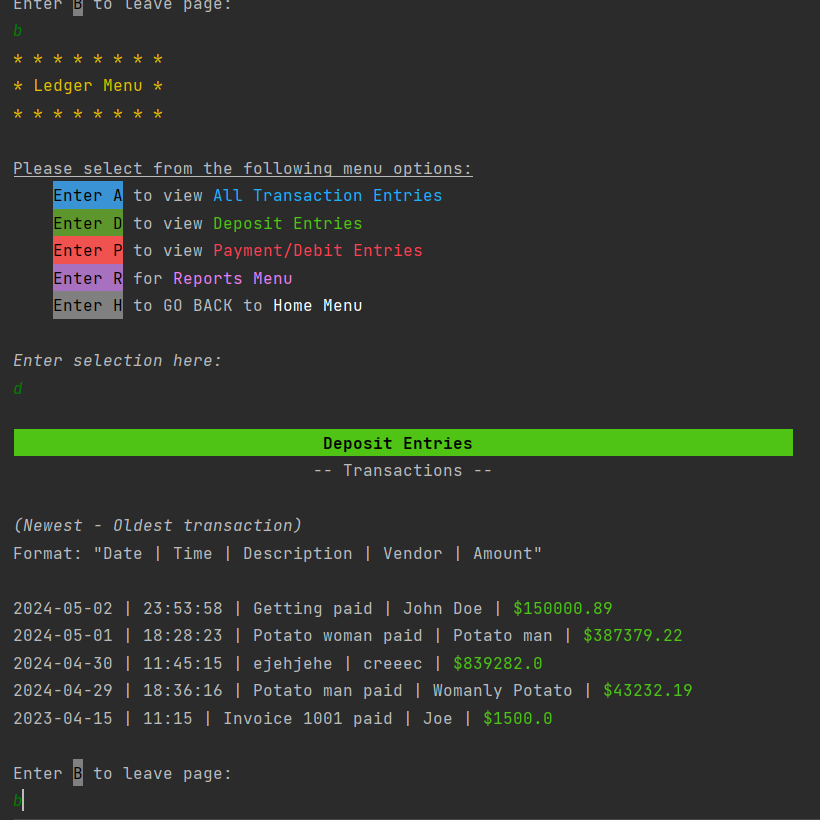 Enter B to leave page:
b
* * * * * * * *
* Ledger Menu *
* * * * * * * *
Please select from the following menu options:
Enter A to view All Transaction Entries
Enter D to view Deposit Entries
Enter P to view Payment/Debit Entries
Enter R for Reports Menu
Enter H to GO BACK to Home Menu
Enter selection here:
d
Deposit Entries
-- Transactions --
(Newest - Oldest transaction)
Format: "Date | Time | Description | Vendor | Amount"
2024-05-02 | 23:53:58 | Getting paid | John Doe | $150000.89
2024-05-01 | 18:28:23 | Potato woman paid | Potato man | $387379.22
2024-04-30 | 11:45:15 | ejehjehe | creeec | $839282.0
2024-04-29 | 18:36:16 | Potato man paid | Womanly Potato | $43232.19
2023-04-15 | 11:15 | Invoice 1001 paid | Joe | $1500.0
Enter B to leave page:
b